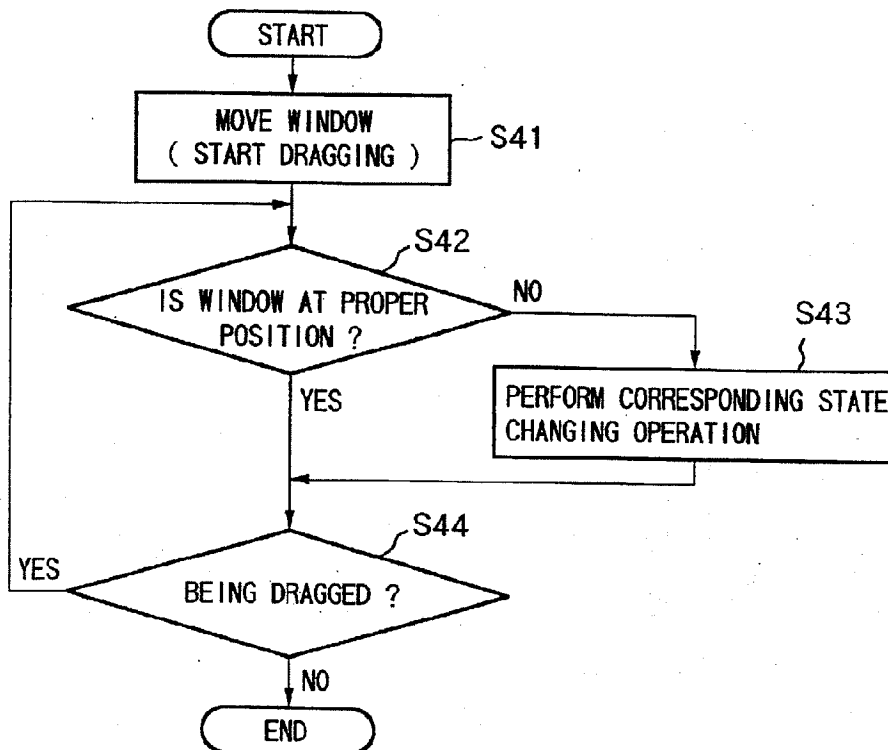 START
MOVE WINDOW
( START DRAGGING )
S41
S42
IS WINDOW AT PROPER
POSITION ?
NO
YES
S43
PERFORM CORRESPONDING STATE
CHANGING OPERATION
S44
YES
BEING DRAGGED ?
NO
END